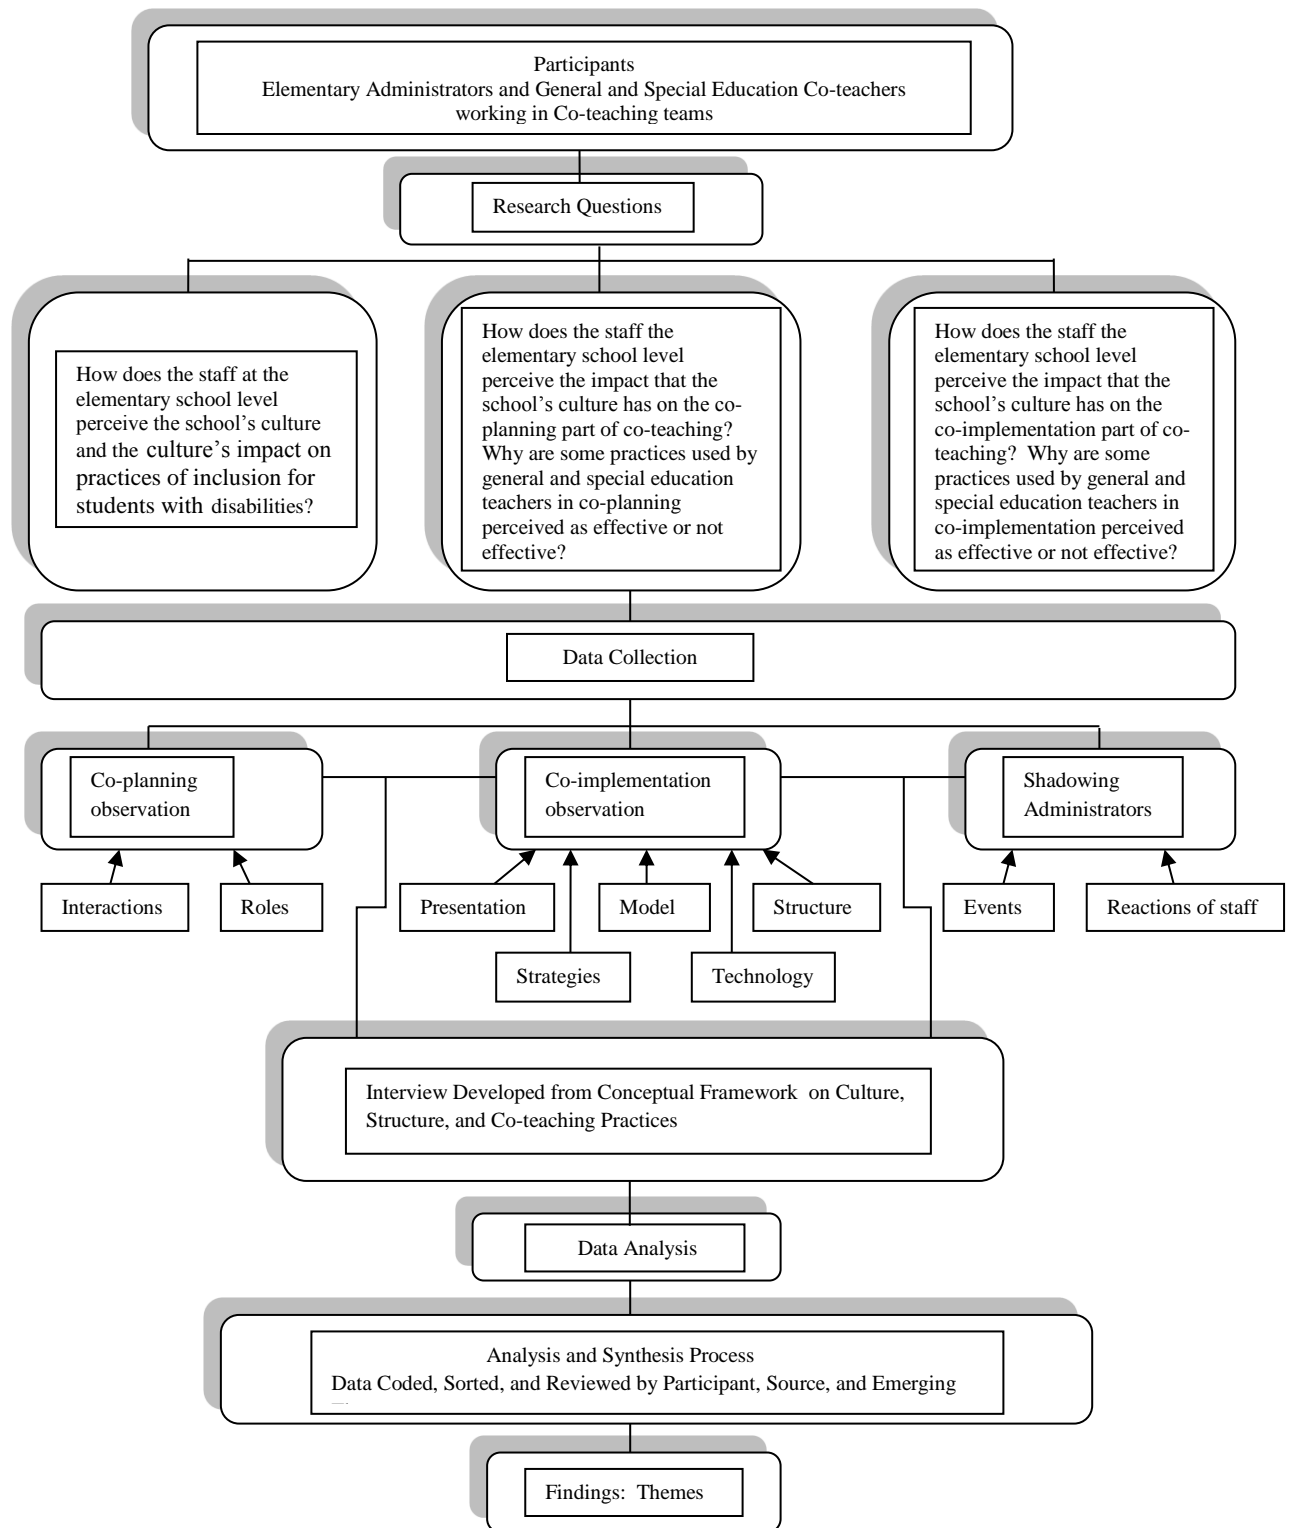 Participants
Elementary Administrators and General and Special Education Co-teachers
working in Co-teaching teams
Research Questions
How does the staff at the
elementary school level
perceive the school's culture
and the culture's impact on
practices of inclusion for
students with disabilities?
How does the staff the
elementary school level
perceive the impact that the
school's culture has on the co-
planning part of co-teaching?
Why are some practices used by
general and special education
teachers in co-planning
perceived as effective or not
effective?
How does the staff the
elementary school level
perceive the impact that the
school's culture has on the
co-implementation part of co-
teaching?  Why are some
practices used by general and
special education teachers in
co-implementation perceived
as effective or not effective?
Data Collection
Co-planning
observation
Co-implementation
observation
Shadowing
Administrators
Interactions
Roles
Presentation
Model
Structure
Events
Reactions of staff
Strategies
Technology
Interview Developed from Conceptual Framework  on Culture,
Structure, and Co-teaching Practices
Data Analysis
Analysis and Synthesis Process
Data Coded, Sorted, and Reviewed by Participant, Source, and Emerging
Findings:  Themes